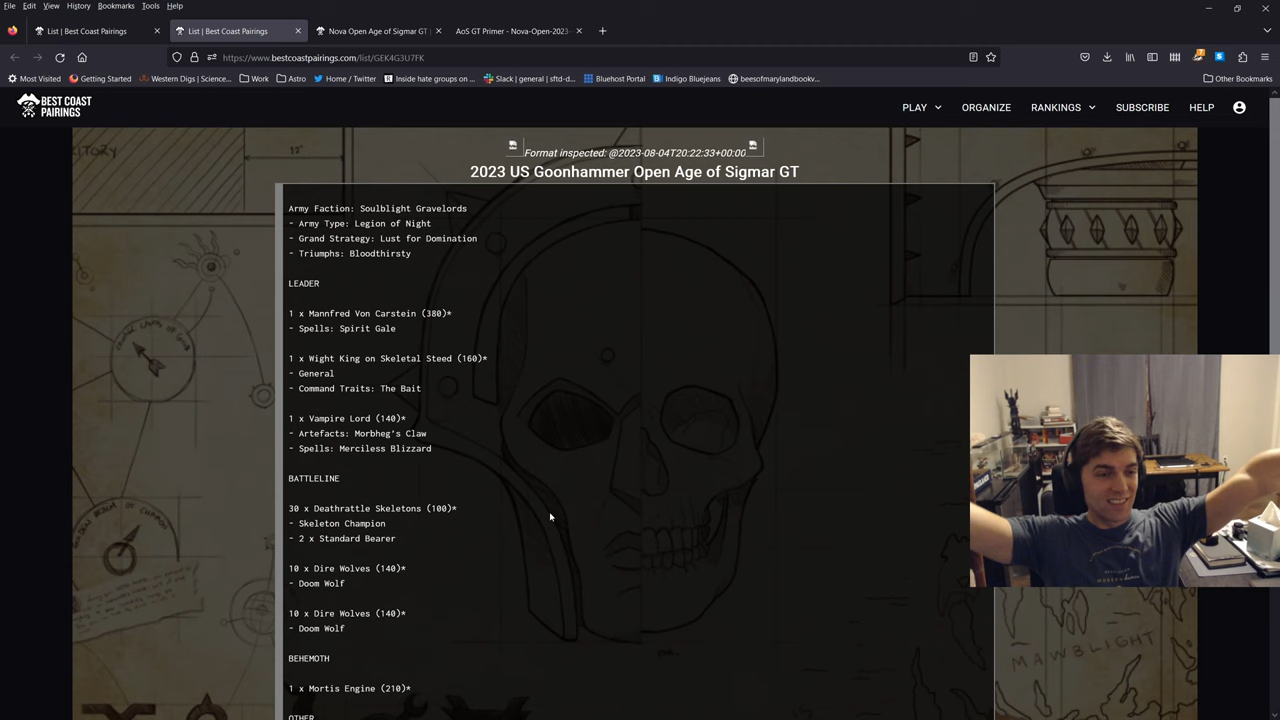 File Edit View History Bookmarks Tools Help
List | Best Coast Pairings
List | Best Coast Pairings
Nova Open Age of Sigmar GT |
AoS GT Primer - Nova-Open-2023-
https://www.bestcoastpairings.com/list/GEK4G3U7FK
Most Visited Getting Started Western Digs | Science... Work Astro Home / Twitter Inside hate groups on ... Slack | general | sftd-d... Bluehost Portal Indigo Bluejeans beesofmarylandbookv... Other Bookmarks
BEST COAST
PAIRINGS
PLAY ORGANIZE RANKINGS SUBSCRIBE HELP
Format inspected: @2023-08-04T20:22:33+00:00
2023 US Goonhammer Open Age of Sigmar GT
Army Faction: Soulblight Gravelords
- Army Type: Legion of Night
- Grand Strategy: Lust for Domination
- Triumphs: Bloodthirsty
LEADER
1 x Mannfred Von Carstein (380)*
- Spells: Spirit Gale
1 x Wight King on Skeletal Steed (160)*
- General
- Command Traits: The Bait
1 x Vampire Lord (140)*
- Artefacts: Morbheg's Claw
- Spells: Merciless Blizzard
BATTLELINE
30 x Deathrattle Skeletons (100)*
- Skeleton Champion
- 2 x Standard Bearer
10 x Dire Wolves (140)*
- Doom Wolf
10 x Dire Wolves (140)*
- Doom Wolf
BEHEMOTH
1 x Mortis Engine (210)*
OTHER
12"
MAWBLIGHT